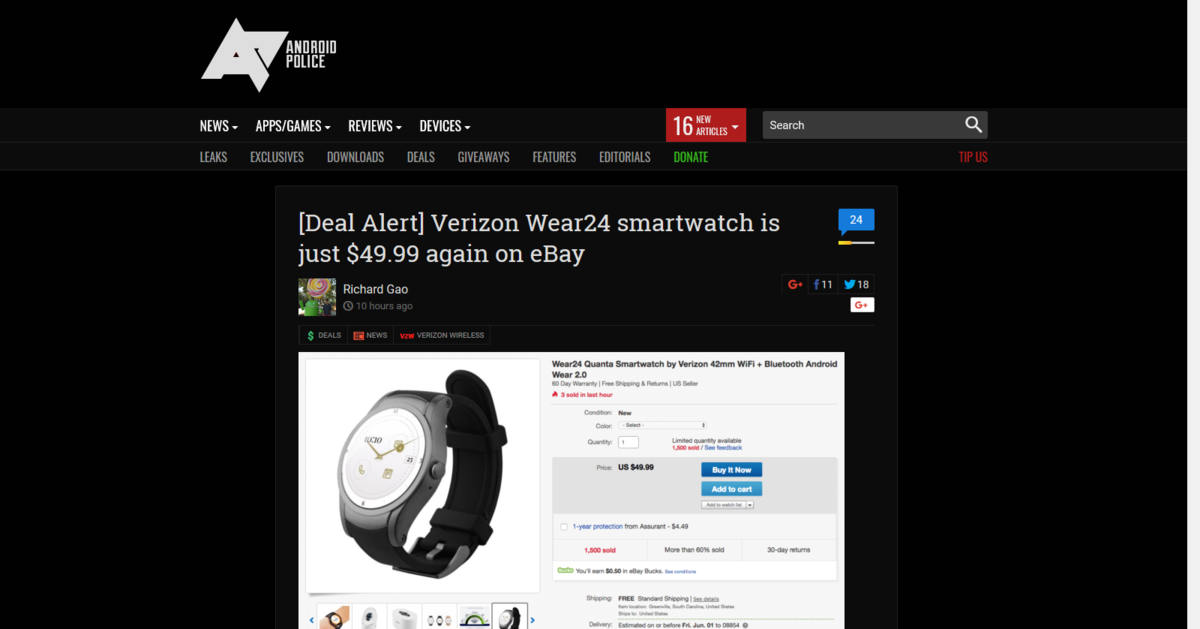 ANDROID
POLICE
NEWS
APPS/GAMES
REVIEWS
DEVICES
16 NEW ARTICLES
Search
LEAKS
EXCLUSIVES
DOWNLOADS
DEALS
GIVEAWAYS
FEATURES
EDITORIALS
DONATE
TIP US
[Deal Alert] Verizon Wear24 smartwatch is
just $49.99 again on eBay
24
Richard Gao
10 hours ago
G+
11
18
G+
DEALS
NEWS
VZW VERIZON WIRELESS
Wear24 Quanta Smartwatch by Verizon 42mm WiFi + Bluetooth Android
Wear 2.0
60 Day Warranty | Free Shipping & Returns | US Seller
3 sold in last hour
Condition: New
Color: - Select -
Quantity: 1
Limited quantity available
1,500 sold / See feedback
Price: US $49.99
Buy It Now
Add to cart
Add to watch list
1-year protection from Assurant - $4.49
1,500 sold
More than 60% sold
30-day returns
You'll earn $0.50 in eBay Bucks. See conditions
Shipping: FREE Standard Shipping | See details
Item location: Greenville, South Carolina, United States
Ships to: United States
Delivery: Estimated on or before Fri. Jun. 01 to 08854